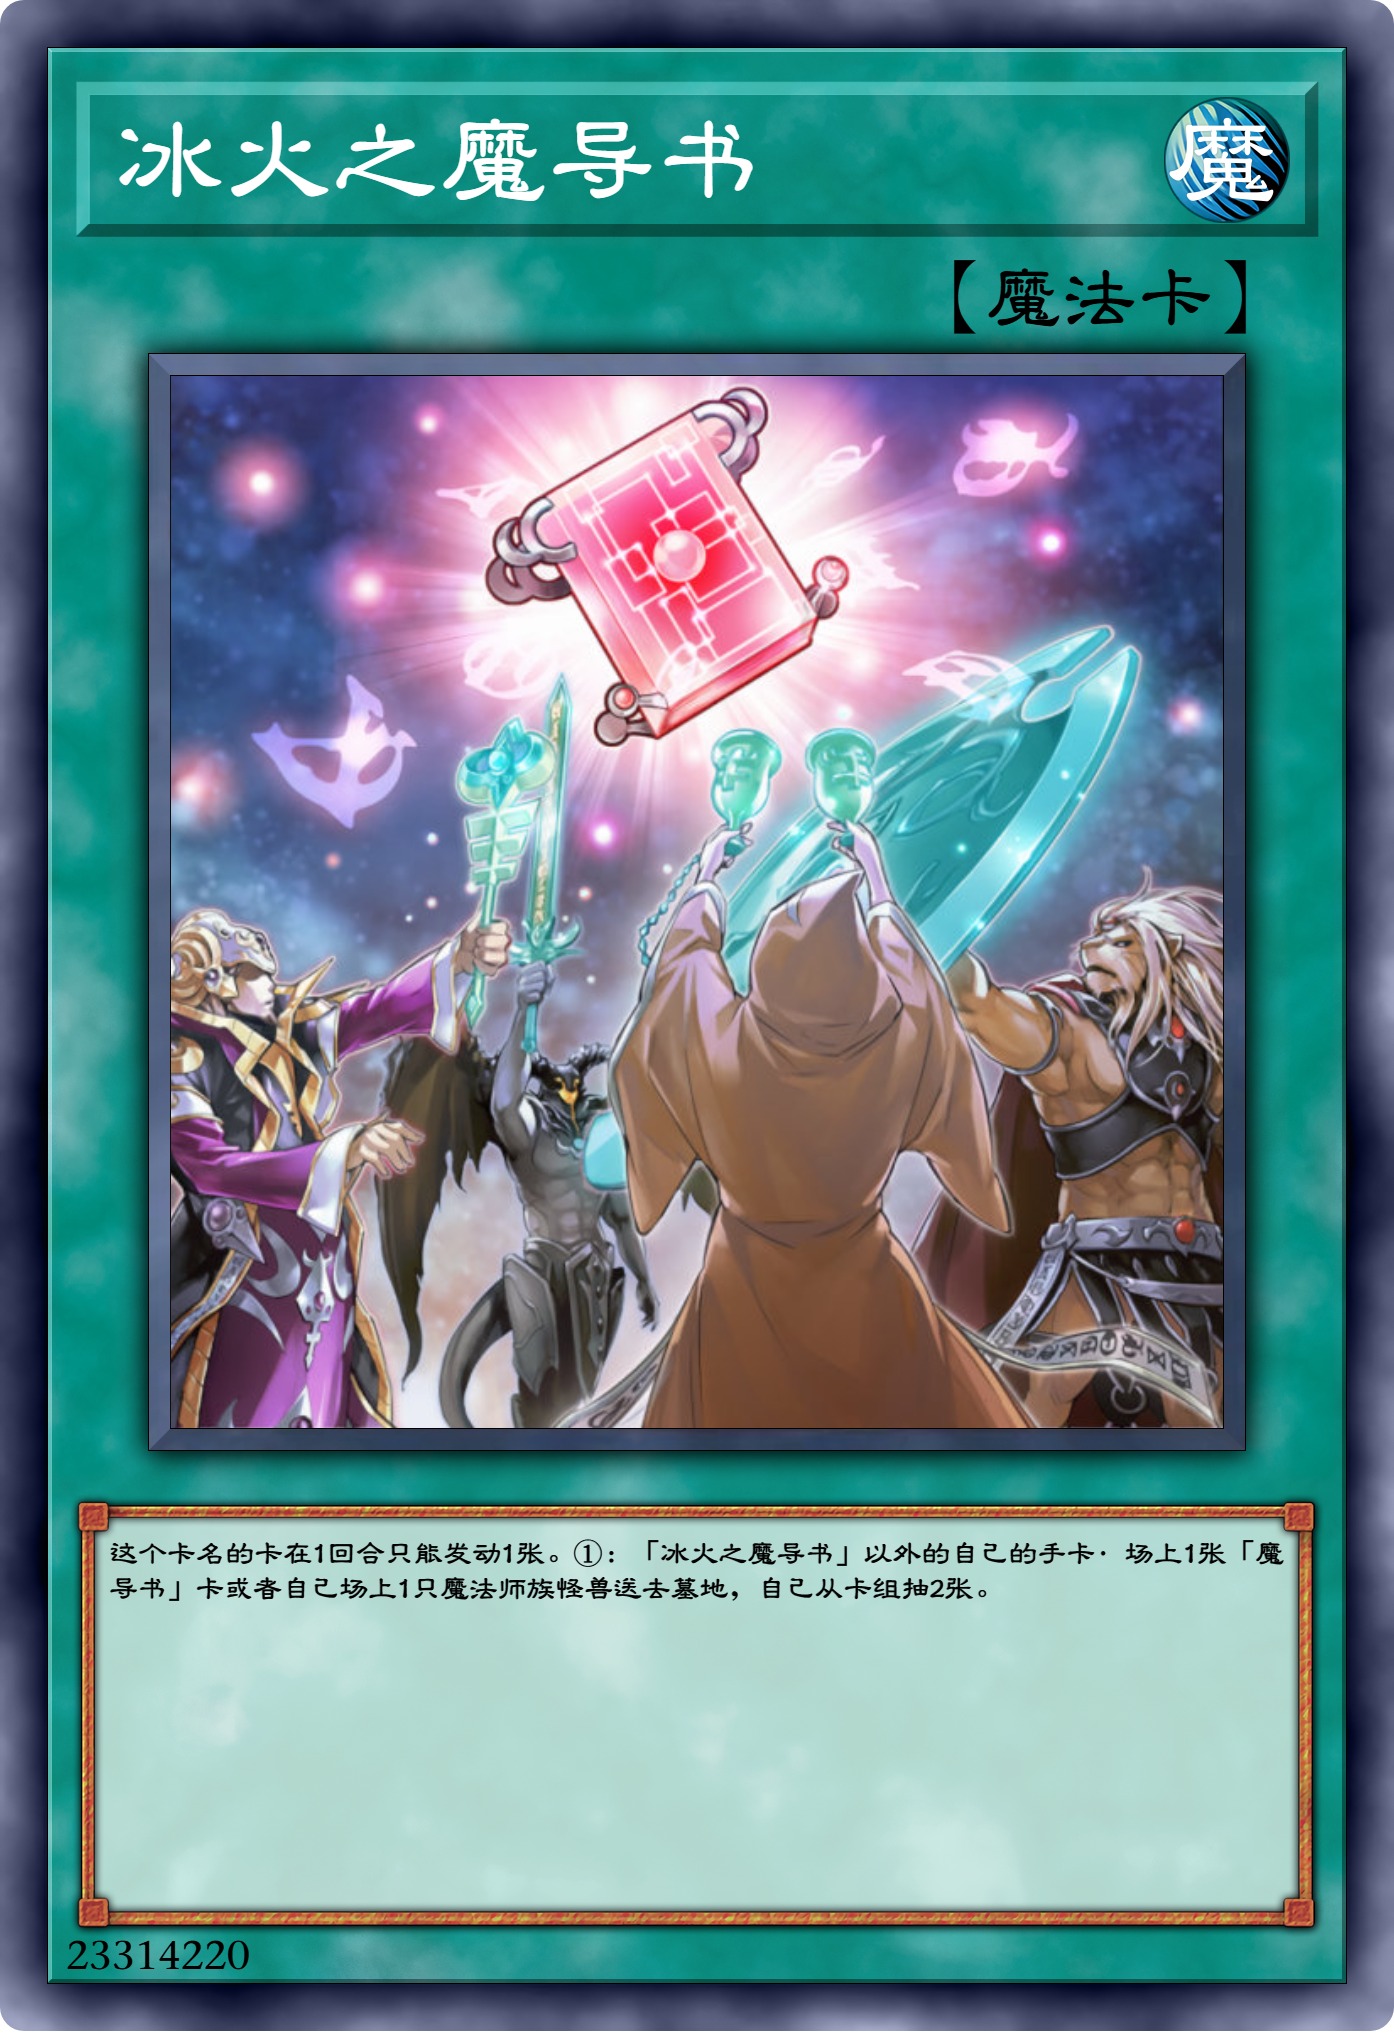 冰火之魔导书
魔
【魔法卡】
这个卡名的卡在1回合只能发动1张。①：「冰火之魔导书」以外的自己的手卡·场上1张「魔
导书」卡或者自己场上1只魔法师族怪兽送去墓地，自己从卡组抽2张。
23314220